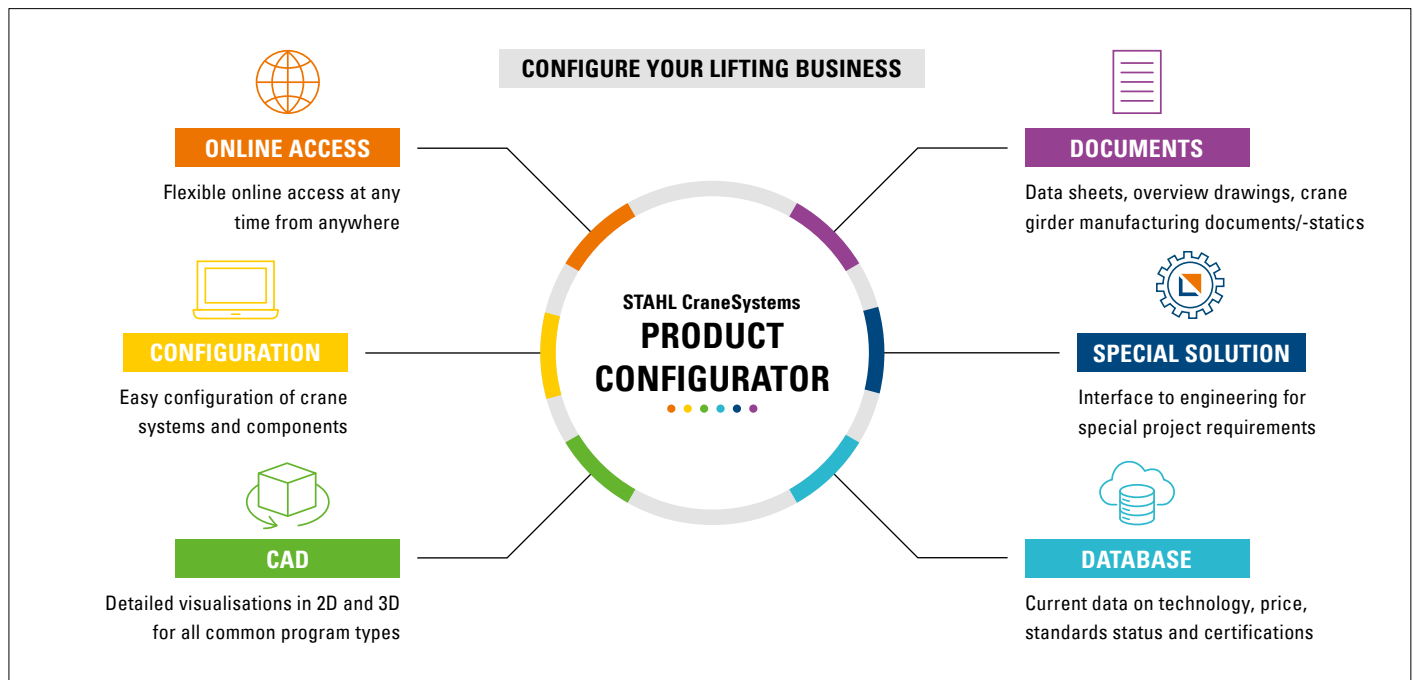 CONFIGURE YOUR LIFTING BUSINESS
ONLINE ACCESS
Flexible online access at any
time from anywhere
CONFIGURATION
Easy configuration of crane
systems and components
CAD
Detailed visualisations in 2D and 3D
for all common program types
STAHL CraneSystems
PRODUCT
CONFIGURATOR
DOCUMENTS
Data sheets, overview drawings, crane
girder manufacturing documents/-statics
SPECIAL SOLUTION
Interface to engineering for
special project requirements
DATABASE
Current data on technology, price,
standards status and certifications